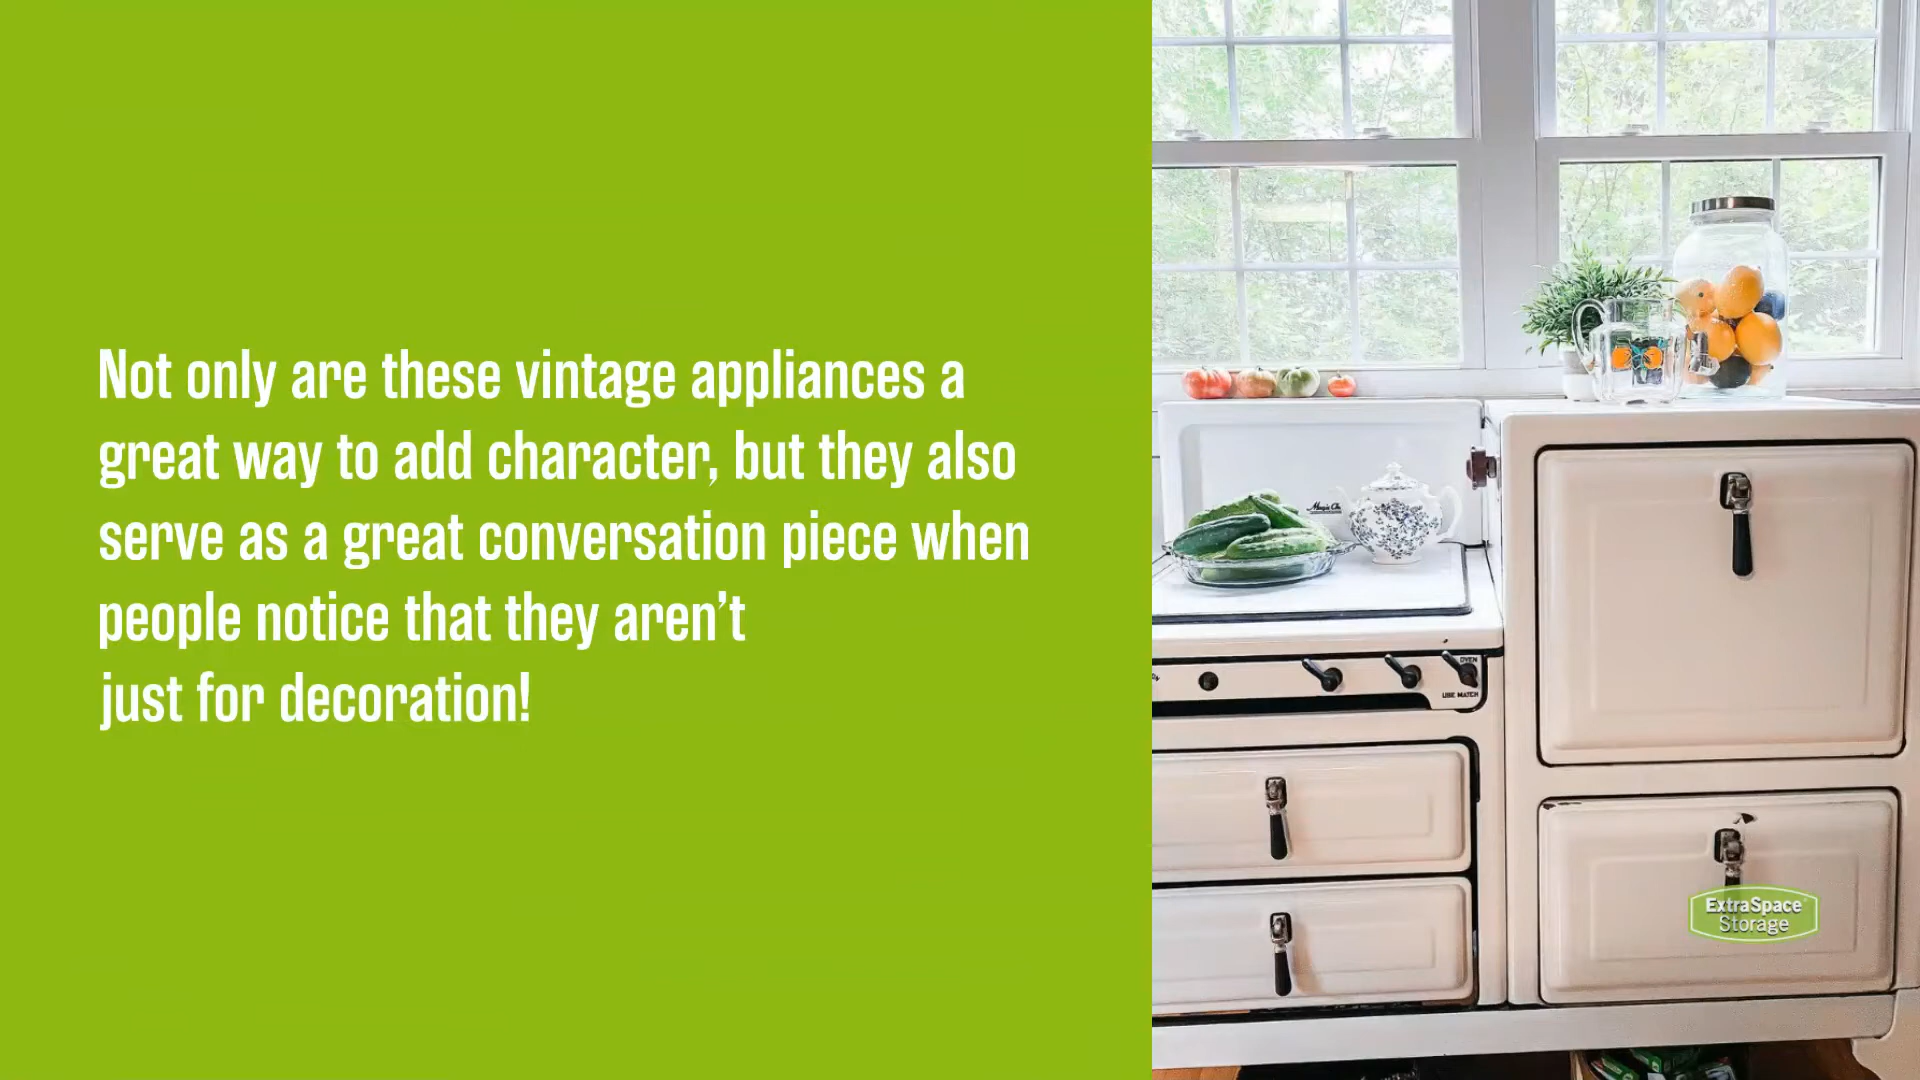 Not only are these vintage appliances a
great way to add character, but they also
serve as a great conversation piece when
people notice that they aren’t
just for decoration!
OVEN
USE MATCH
ExtraSpace
Storage